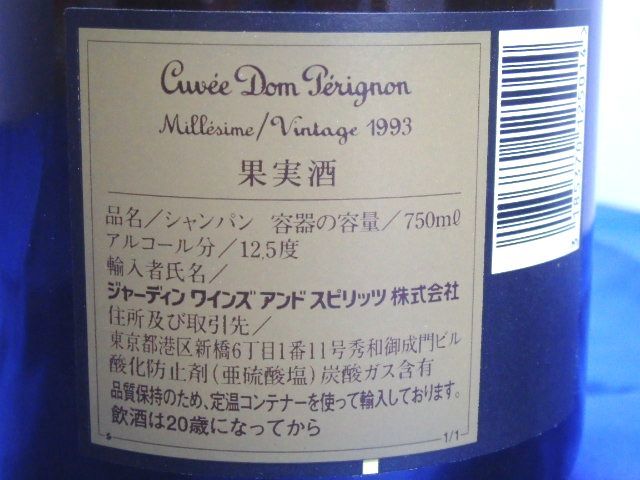 Cuvée Dom Pérignon
Millésime/Vintage 1993
果実酒
品名/シャンパン 容器の容量/750mℓ
アルコール分/12.5度
輸入者氏名/
ジャーディン ワインズ アンド スピリッツ 株式会社
住所及び取引先/
東京都港区新橋6丁目1番11号秀和御成門ビル
酸化防止剤(亜硫酸塩)炭酸ガス含有
品質保持のため、定温コンテナーを使って輸入しております。
飲酒は20歳になってから
s 1/1